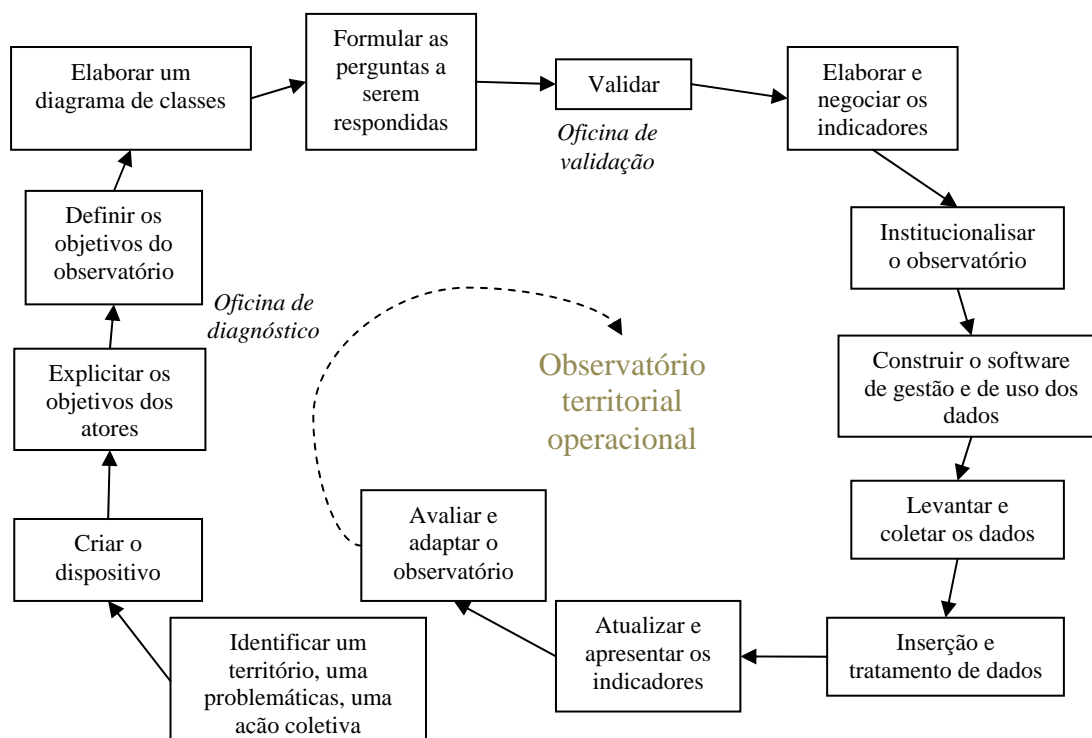 Elaborar um
diagrama de classes
Formular as
perguntas a
serem
respondidas
Validar
Oficina de
validação
Elaborar e
negociar os
indicadores
Definir os
objetivos do
observatório
Oficina de
diagnóstico
Institucionalisar
o observatório
Explicitar os
objetivos dos
atores
Observatório
territorial
operacional
Construir o software
de gestão e de uso dos
dados
Criar o
dispositivo
Avaliar e
adaptar o
observatório
Levantar e
coletar os dados
Identificar um
território, uma
problemáticas, uma
acão coletiva
Atualizar e
apresentar os
indicadores
Inserção e
tratamento de dados